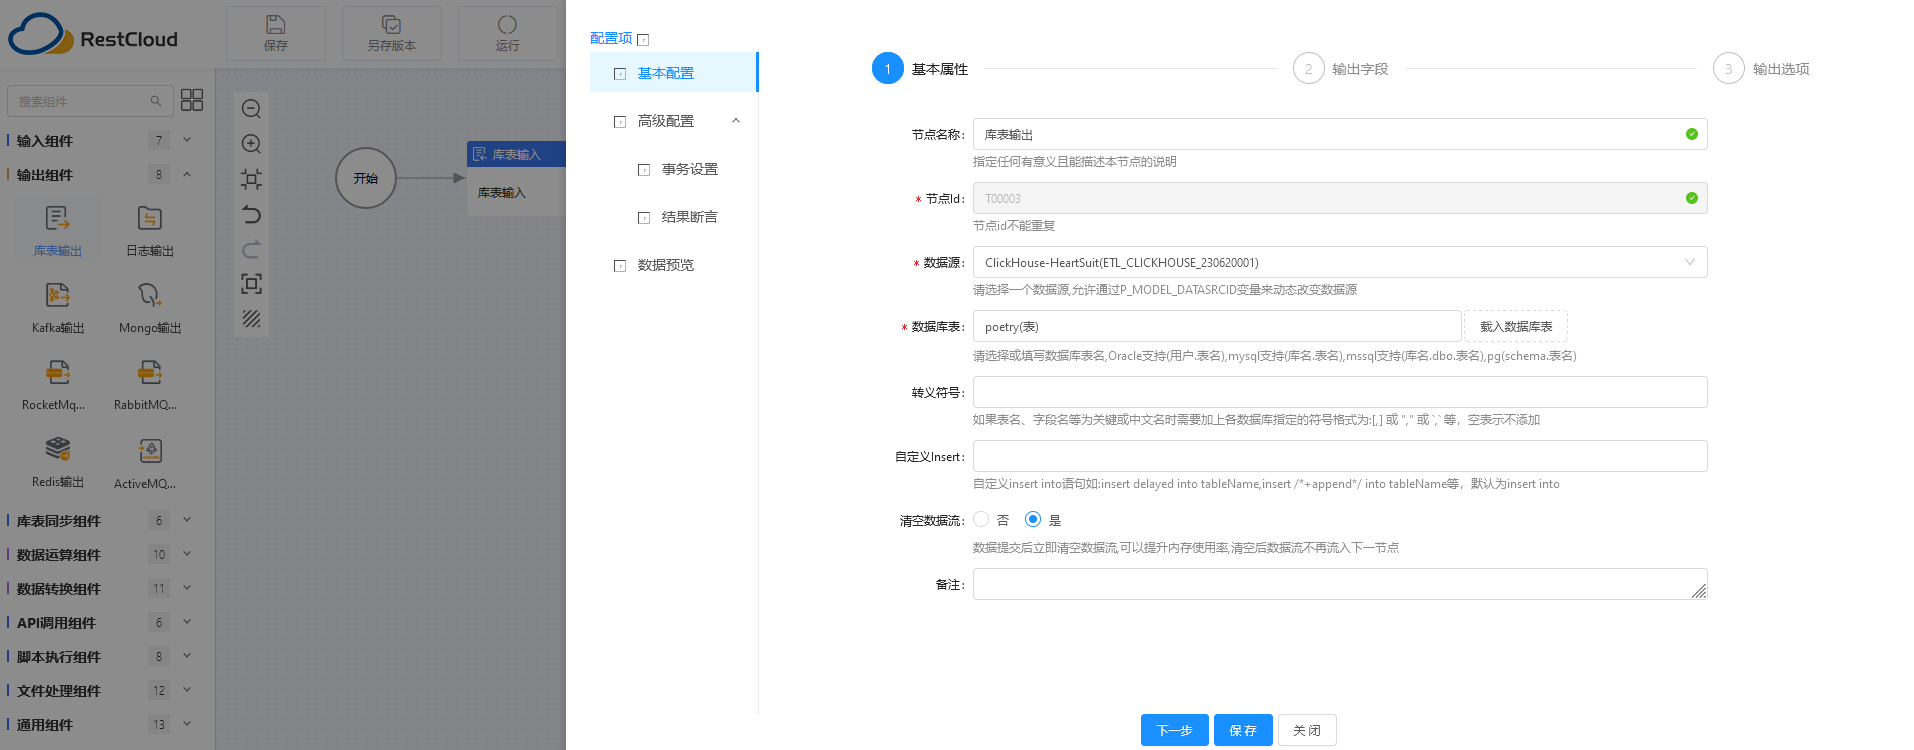 RestCloud
保存
另存版本
运行
搜索组件
输入组件 7
输出组件 8
库表输出
日志输出
Kafka输出
Mongo输出
RocketMq...
RabbitMQ...
Redis输出
ActiveMQ...
库表同步组件 6
数据运算组件 10
数据转换组件 11
API调用组件 6
脚本执行组件 8
文件处理组件 12
通用组件 13
开始
库表输入
库表输入
配置项
基本配置
高级配置
事务设置
结果断言
数据预览
1 基本属性
2 输出字段
3 输出选项
节点名称: 库表输出
指定任何有意义且能描述本节点的说明
* 节点Id: T00003
节点id不能重复
* 数据源: ClickHouse-HeartSuit(ETL_CLICKHOUSE_230620001)
请选择一个数据源,允许通过P_MODEL_DATASRCID变量来动态改变数据源
* 数据库表: poetry(表) 载入数据库表
请选择或填写数据库表名,Oracle支持(用户.表名),mysql支持(库名.表名),mssql支持(库名.dbo.表名),pg(schema.表名)
转义符号:
如果表名、字段名等为关键或中文名时需要加上各数据库指定的符号格式为:[,] 或 "," 或 `,` 等，空表示不添加
自定义Insert:
自定义insert into语句如:insert delayed into tableName,insert /*+append*/ into tableName等，默认为insert into
清空数据流: 否 是
数据提交后立即清空数据流,可以提升内存使用率,清空后数据流不再流入下一节点
备注:
下一步 保存 关闭